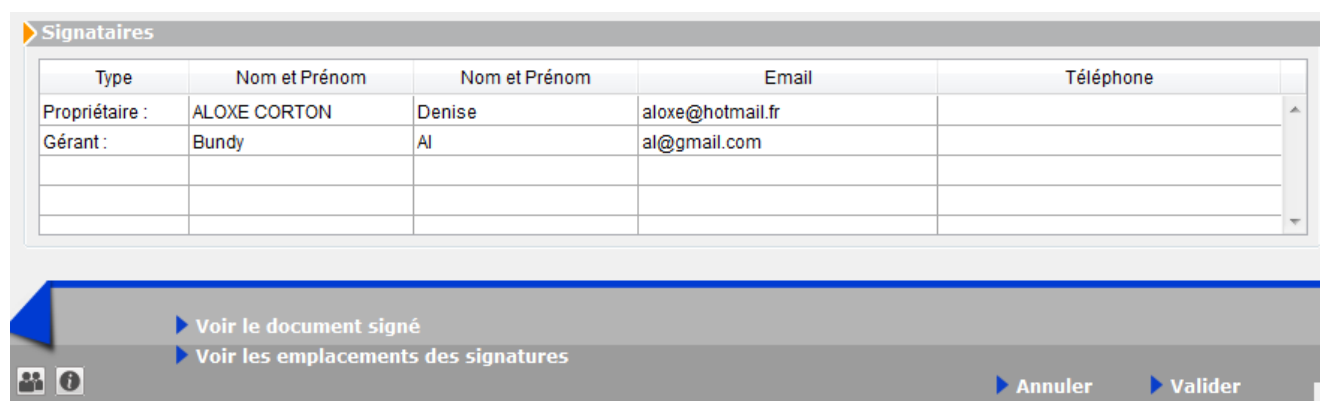 Signataires
Type Nom et Prénom Nom et Prénom Email Téléphone
Propriétaire : ALOXE CORTON Denise aloxe@hotmail.fr
Gérant : Bundy Al al@gmail.com
Voir le document signé
Voir les emplacements des signatures
Annuler Valider